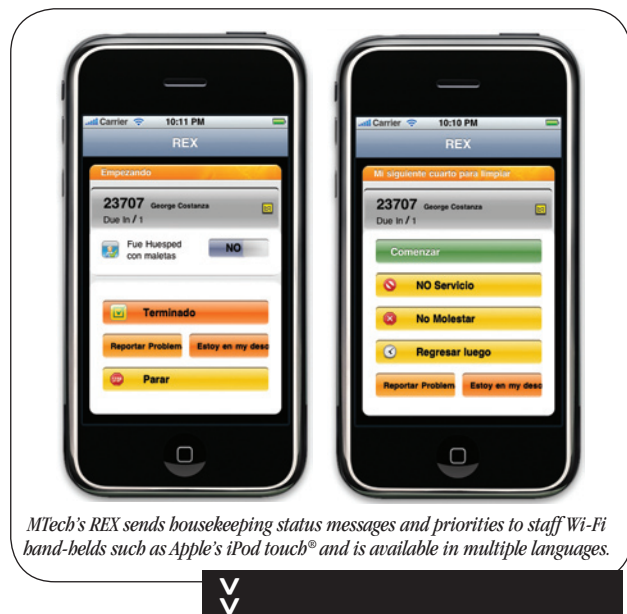 Carrier 10:11 PM
REX
Empezando
23707 George Costanza
Due In / 1
Fue Huesped
con maletas
NO
Terminado
Reportar Problem
Estoy en my desc
STOP Parar
Carrier 10:10 PM
REX
Mi siguiente cuarto para limpiar
23707 George Costanza
Due In / 1
Comenzar
NO Servicio
No Molestar
Regresar luego
Reportar Problem
Estoy en my desc
MTech's REX sends housekeeping status messages and priorities to staff Wi-Fi
hand-helds such as Apple's iPod touch® and is available in multiple languages.